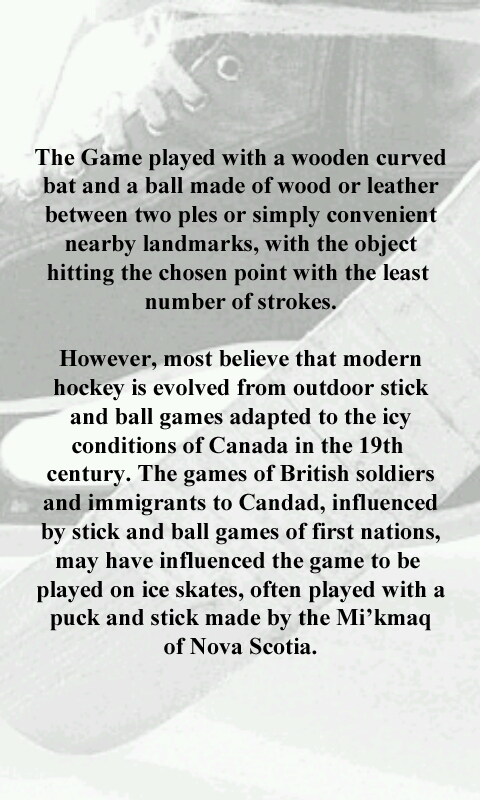 The Game played with a wooden curved
bat and a ball made of wood or leather
between two ples or simply convenient
nearby landmarks, with the object
hitting the chosen point with the least
number of strokes.
However, most believe that modern
hockey is evolved from outdoor stick
and ball games adapted to the icy
conditions of Canada in the 19th
century. The games of British soldiers
and immigrants to Candad, influenced
by stick and ball games of first nations,
may have influenced the game to be
played on ice skates, often played with a
puck and stick made by the Mi’kmaq
of Nova Scotia.